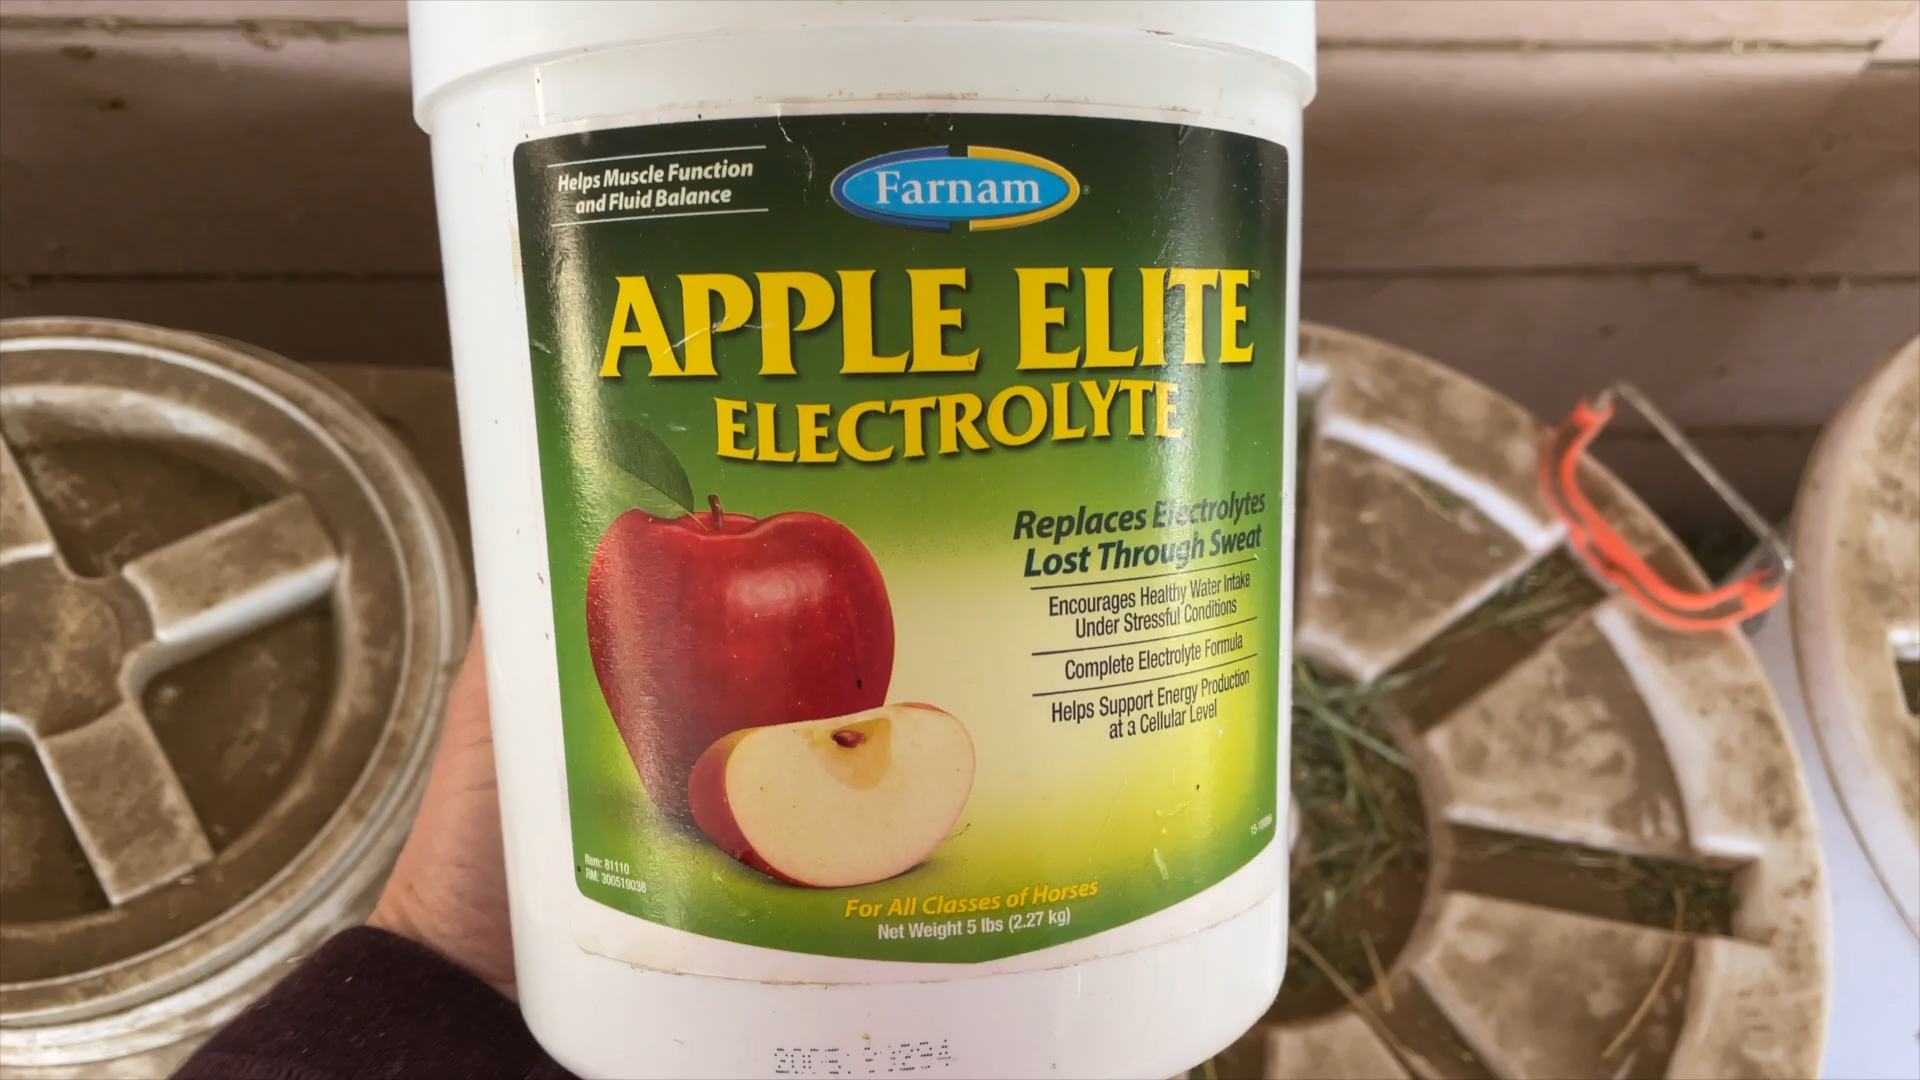 Helps Muscle Function
and Fluid Balance
Farnam
APPLE ELITE™
ELECTROLYTE
Replaces Electrolytes
Lost Through Sweat
Encourages Healthy Water Intake
Under Stressful Conditions
Complete Electrolyte Formula
Helps Support Energy Production
at a Cellular Level
Item: 81110
RM: 300519038
For All Classes of Horses
Net Weight 5 lbs (2.27 kg)